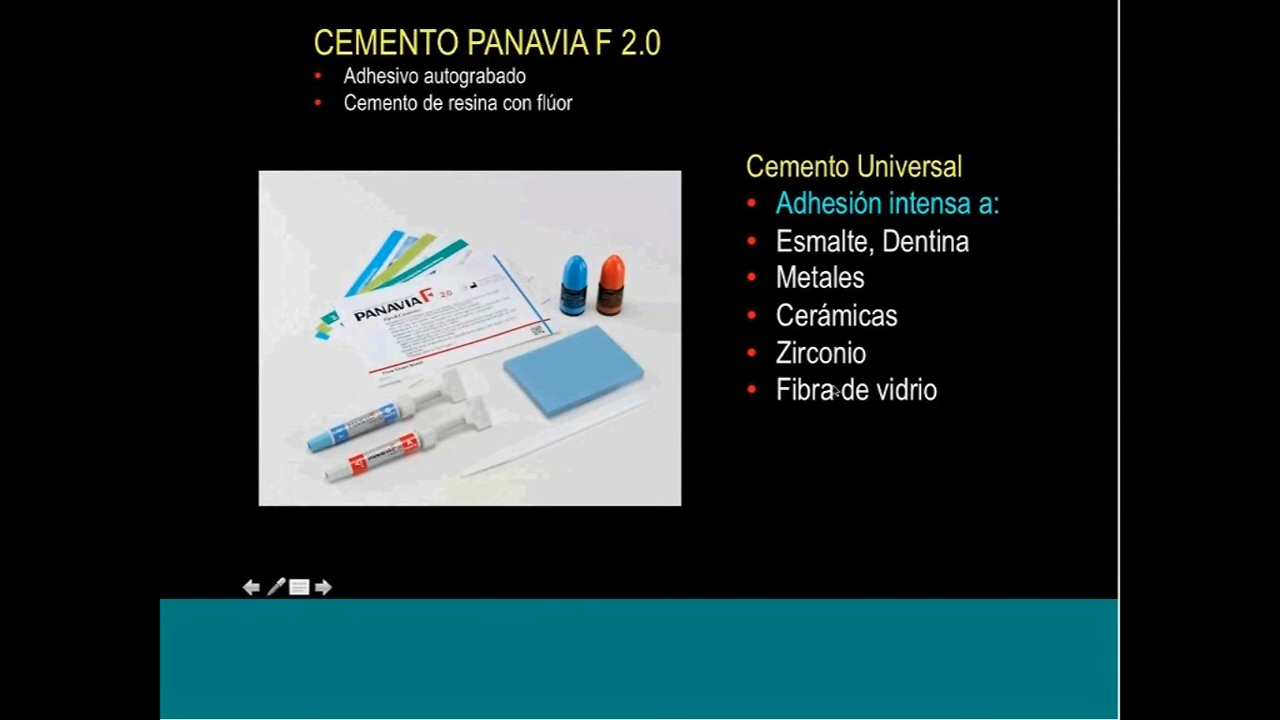 CEMENTO PANAVIA F 2.0
Adhesivo autograbado
Cemento de resina con flúor
Cemento Universal
Adhesión intensa a:
Esmalte, Dentina
Metales
Cerámicas
Zirconio
Fibra de vidrio
PANAVIA F 2.0